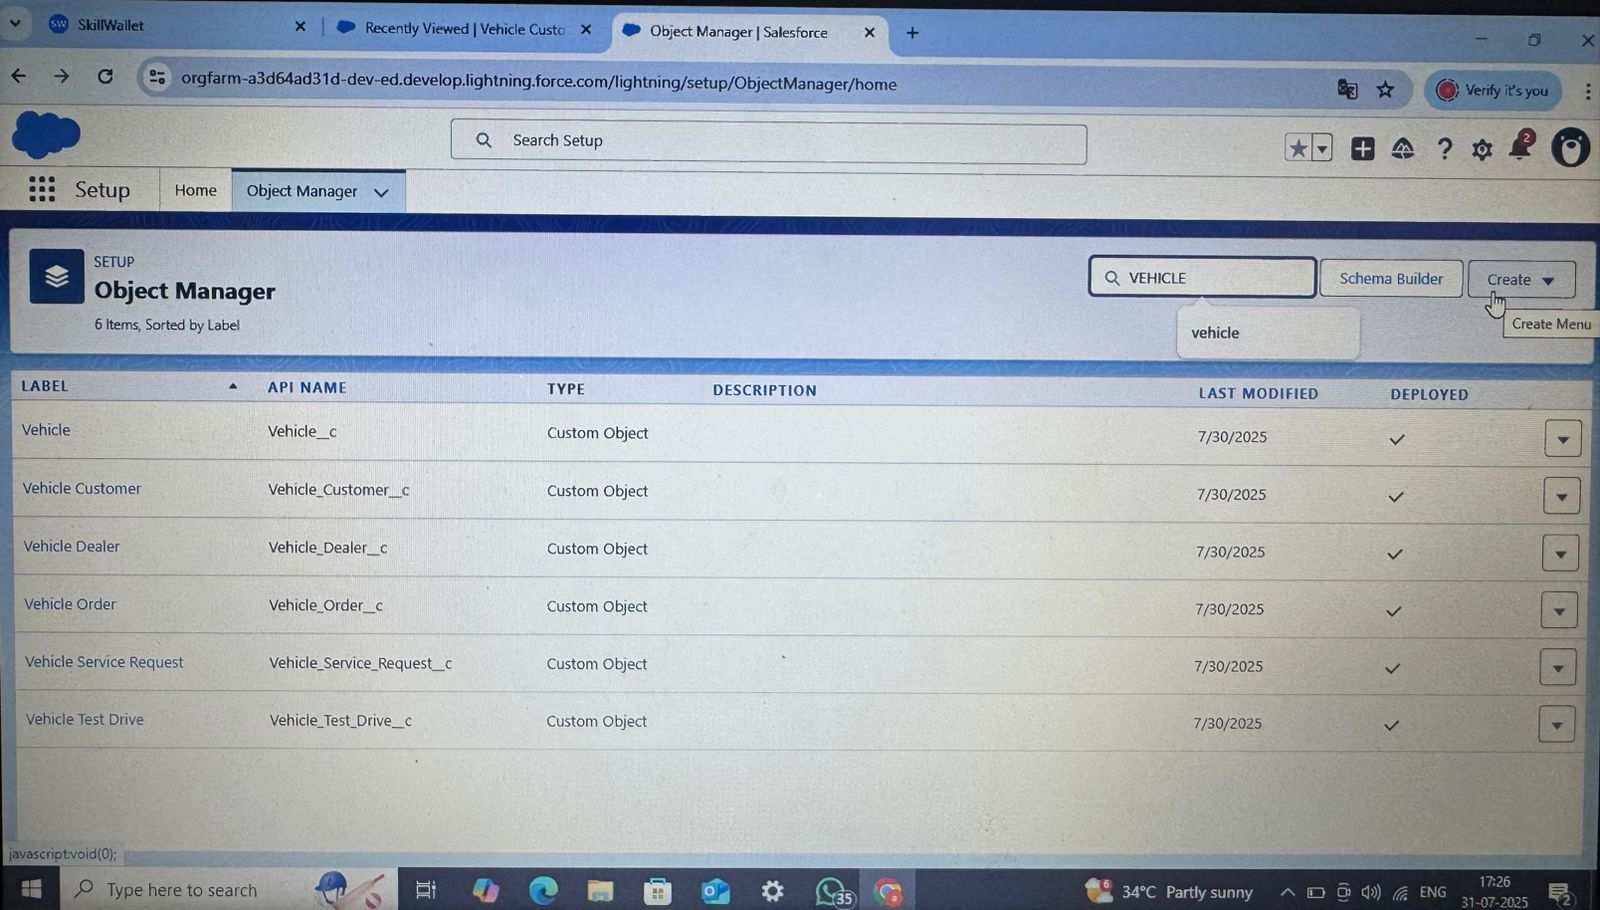 SW SkillWallet
Recently Viewed | Vehicle Custo
Object Manager | Salesforce
orgfarm-a3d64ad31d-dev-ed.develop.lightning.force.com/lightning/setup/ObjectManager/home
Verify it's you
Search Setup
2
Setup
Home
Object Manager
SETUP
Object Manager
6 Items, Sorted by Label
VEHICLE
Schema Builder
Create
vehicle
Create Menu
LABEL API NAME TYPE DESCRIPTION LAST MODIFIED DEPLOYED
Vehicle Vehicle__c Custom Object 7/30/2025
Vehicle Customer Vehicle_Customer__c Custom Object 7/30/2025
Vehicle Dealer Vehicle_Dealer__c Custom Object 7/30/2025
Vehicle Order Vehicle_Order__c Custom Object 7/30/2025
Vehicle Service Request Vehicle_Service_Request__c Custom Object 7/30/2025
Vehicle Test Drive Vehicle_Test_Drive__c Custom Object 7/30/2025
javascript:void(0);
Type here to search
35
a
6
34°C Partly sunny
ENG
17:26
31-07-2025
2